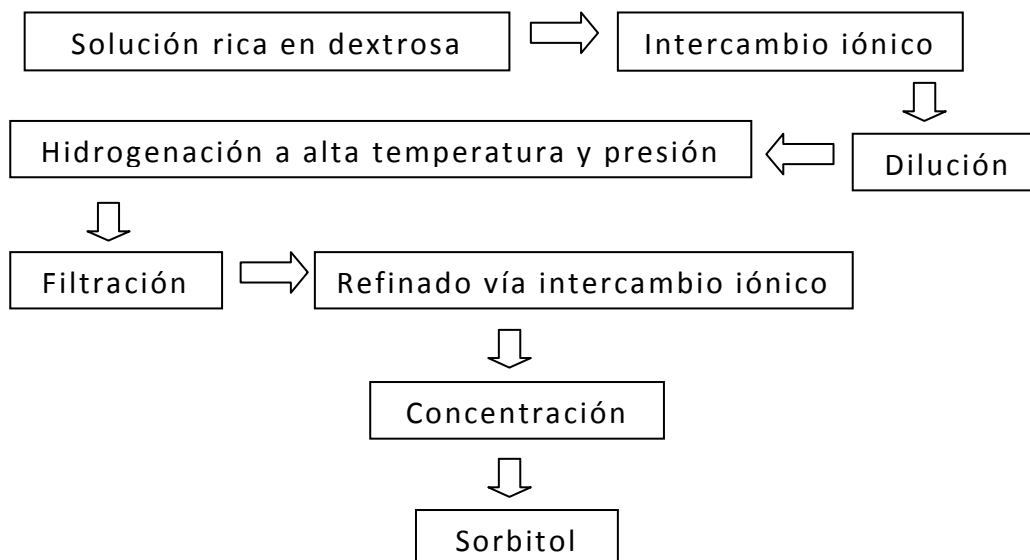 Solución rica en dextrosa
Intercambio iónico
Dilución
Hidrogenación a alta temperatura y presión
Filtración
Refinado vía intercambio iónico
Concentración
Sorbitol